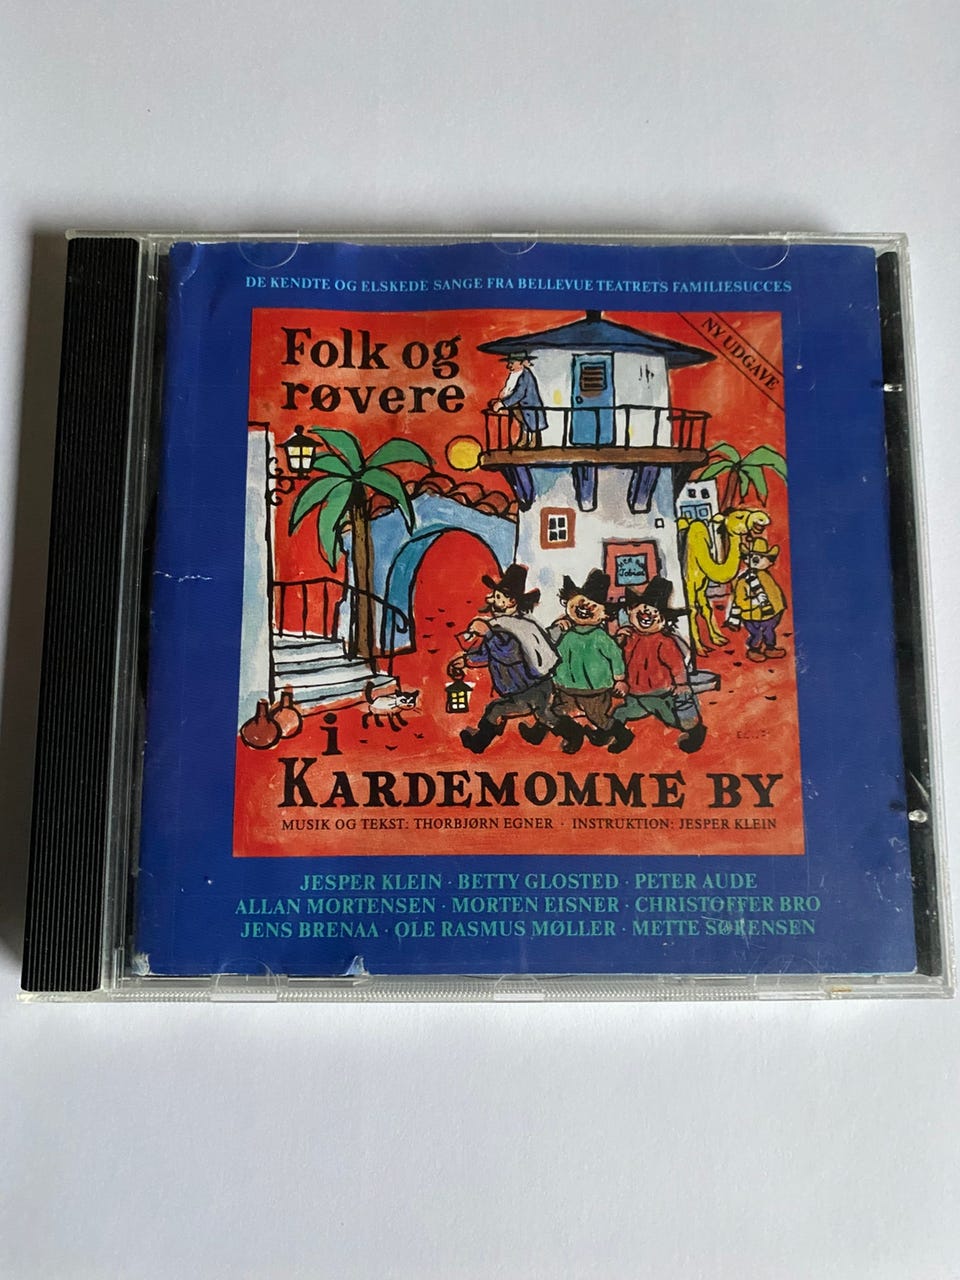 DE KENDTE OG ELSKEDE SANGE FRA BELLEVUE TEATRETS FAMILIESUCCES
NY UDGAVE
Folk og
røvere
Tobias
i
KARDEMOMME BY
MUSIK OG TEKST: THORBJØRN EGNER · INSTRUKTION: JESPER KLEIN
JESPER KLEIN · BETTY GLOSTED · PETER AUDE
ALLAN MORTENSEN · MORTEN EISNER · CHRISTOFFER BRO
JENS BRENAA · OLE RASMUS MØLLER · METTE SØRENSEN